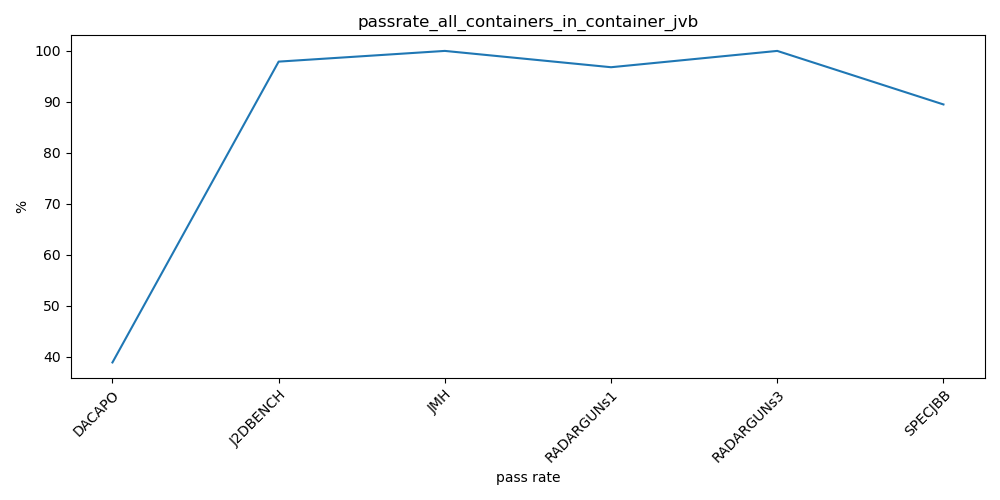 passrate_all_containers_in_container_jvb
100
90
80
70
60
50
40
%
DACAPO
J2DBENCH
JMH
RADARGUNs1
RADARGUNs3
SPECJBB
pass rate